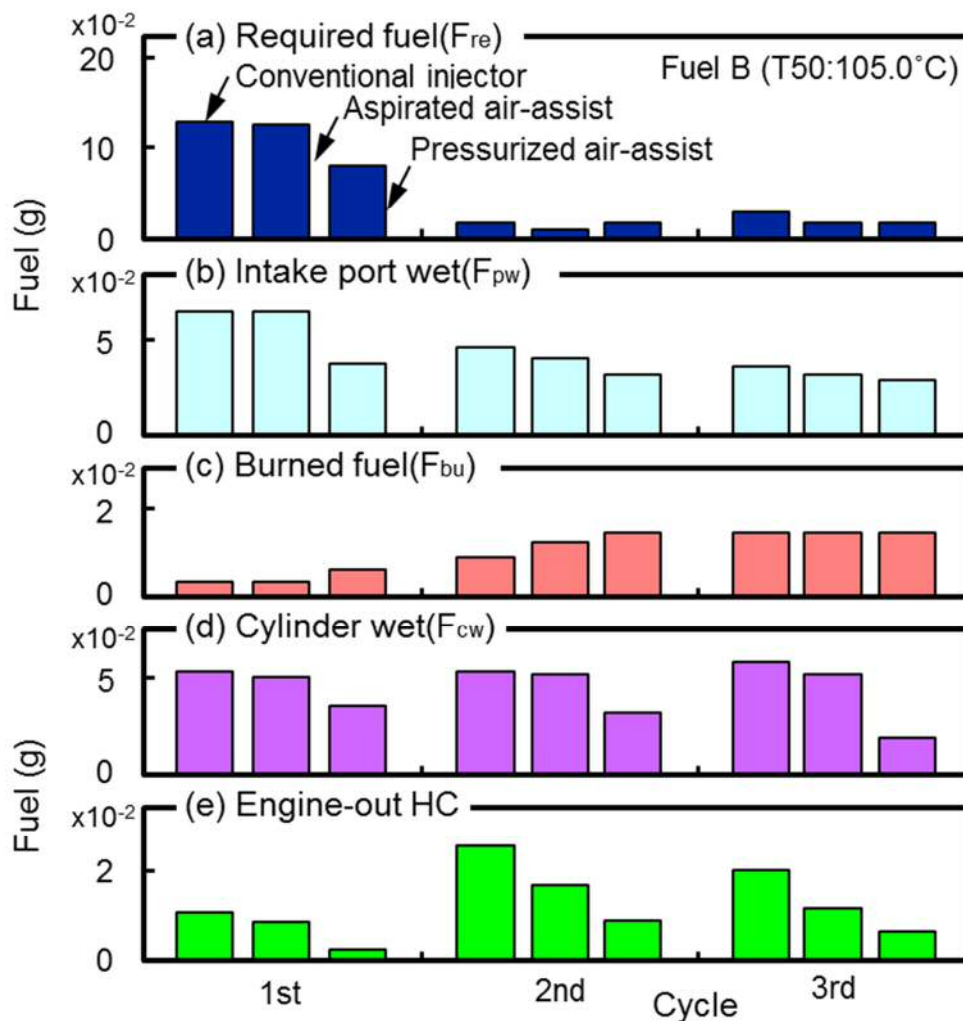 x10-2
(a) Required fuel(Fre)
20
Fuel B (T50:105.0°C)
Conventional injector
Aspirated air-assist
10
Pressurized air-assist
0
Fuel (g)
x10-2
(b) Intake port wet(Fpw)
5
0
x10-2
(c) Burned fuel(Fbu)
2
0
x10-2
(d) Cylinder wet(Fcw)
5
0
Fuel (g)
x10-2
(e) Engine-out HC
2
0
1st
2nd
3rd
Cycle